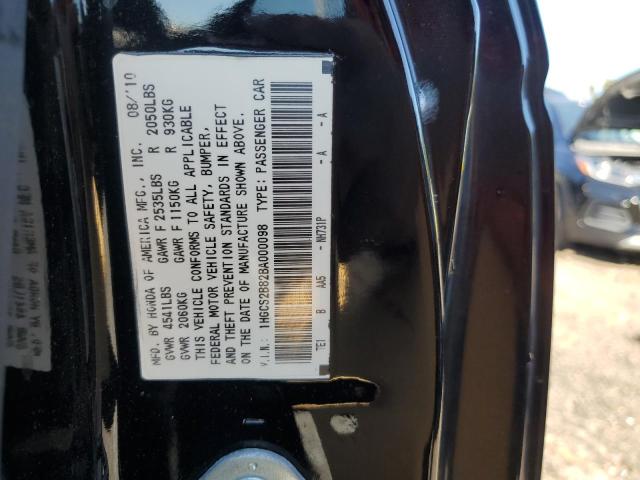 MFD. BY HONDA OF AMERICA MFG., INC. 08/'10
GVWR 4541LBS GAWR F 2535LBS R 2050LBS
GVWR 2060KG GAWR F 1150KG R 930KG
THIS VEHICLE CONFORMS TO ALL APPLICABLE
FEDERAL MOTOR VEHICLE SAFETY, BUMPER,
AND THEFT PREVENTION STANDARDS IN EFFECT
ON THE DATE OF MANUFACTURE SHOWN ABOVE.
V.I.N.: 1HGCS2B82BA000098 TYPE: PASSENGER CAR
TE1 B AA5 - NH731P - A - A